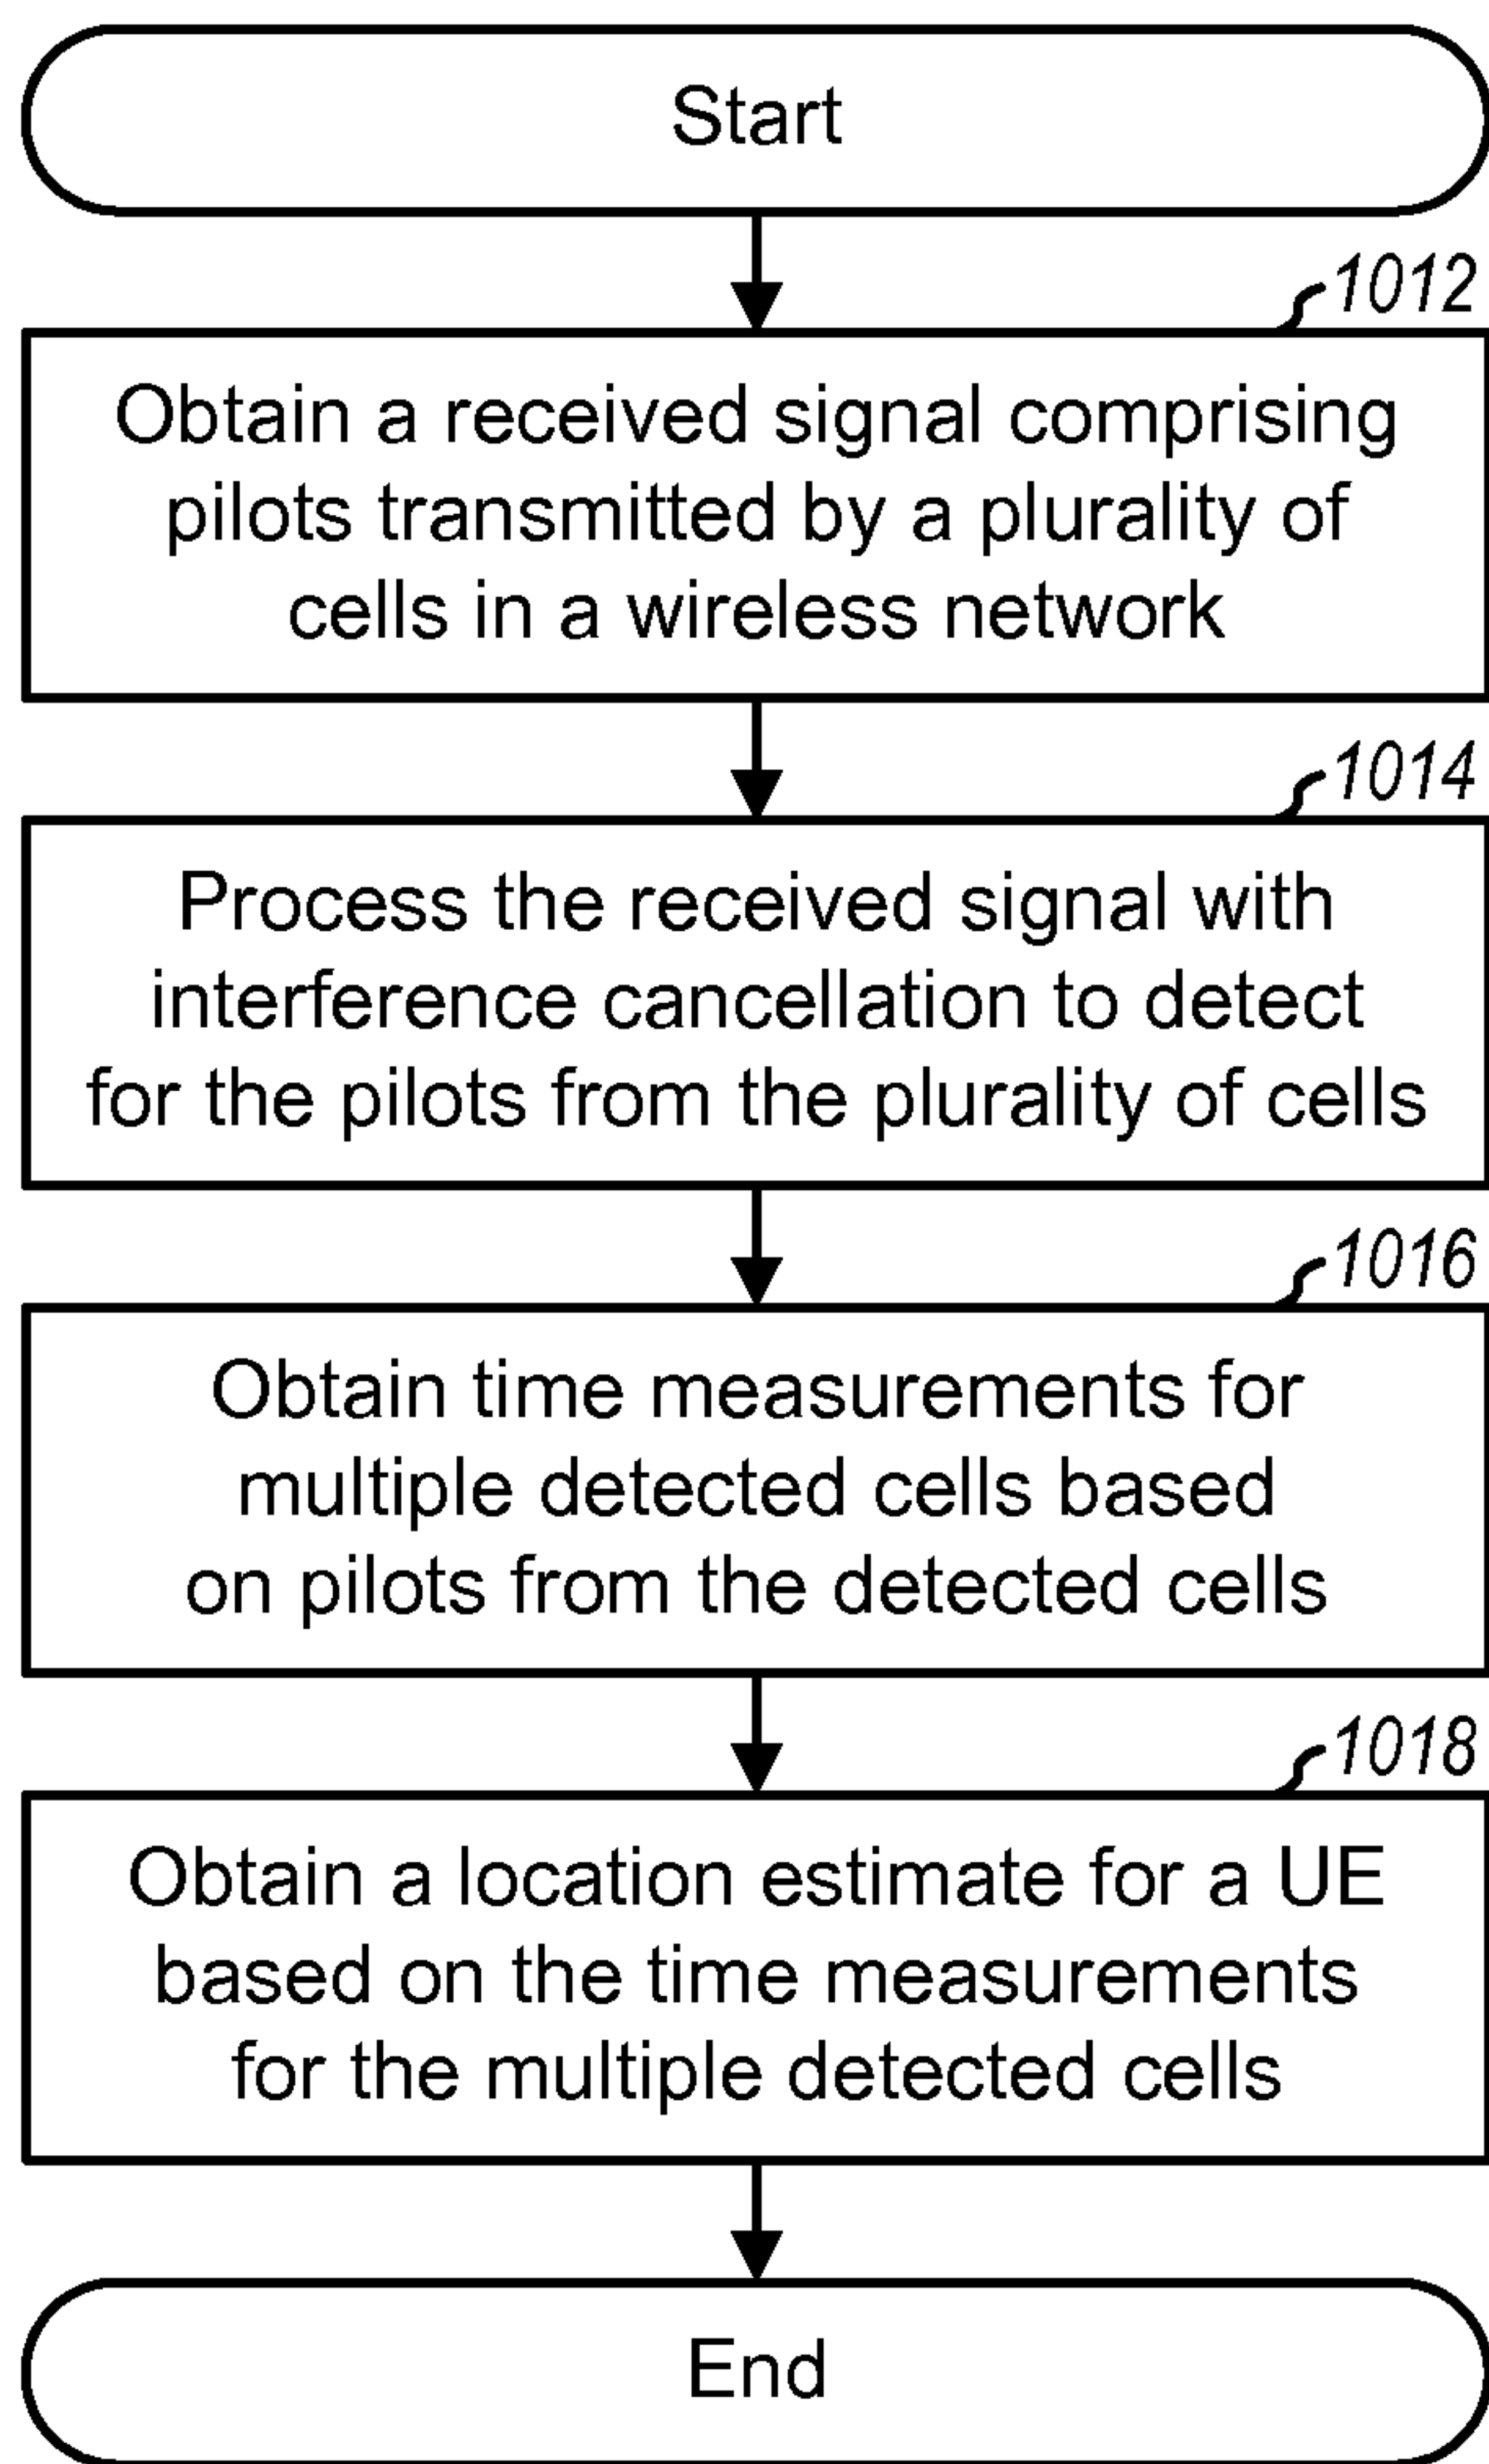 Start
1012
Obtain a received signal comprising
pilots transmitted by a plurality of
cells in a wireless network
1014
Process the received signal with
interference cancellation to detect
for the pilots from the plurality of cells
1016
Obtain time measurements for
multiple detected cells based
on pilots from the detected cells
1018
Obtain a location estimate for a UE
based on the time measurements
for the multiple detected cells
End